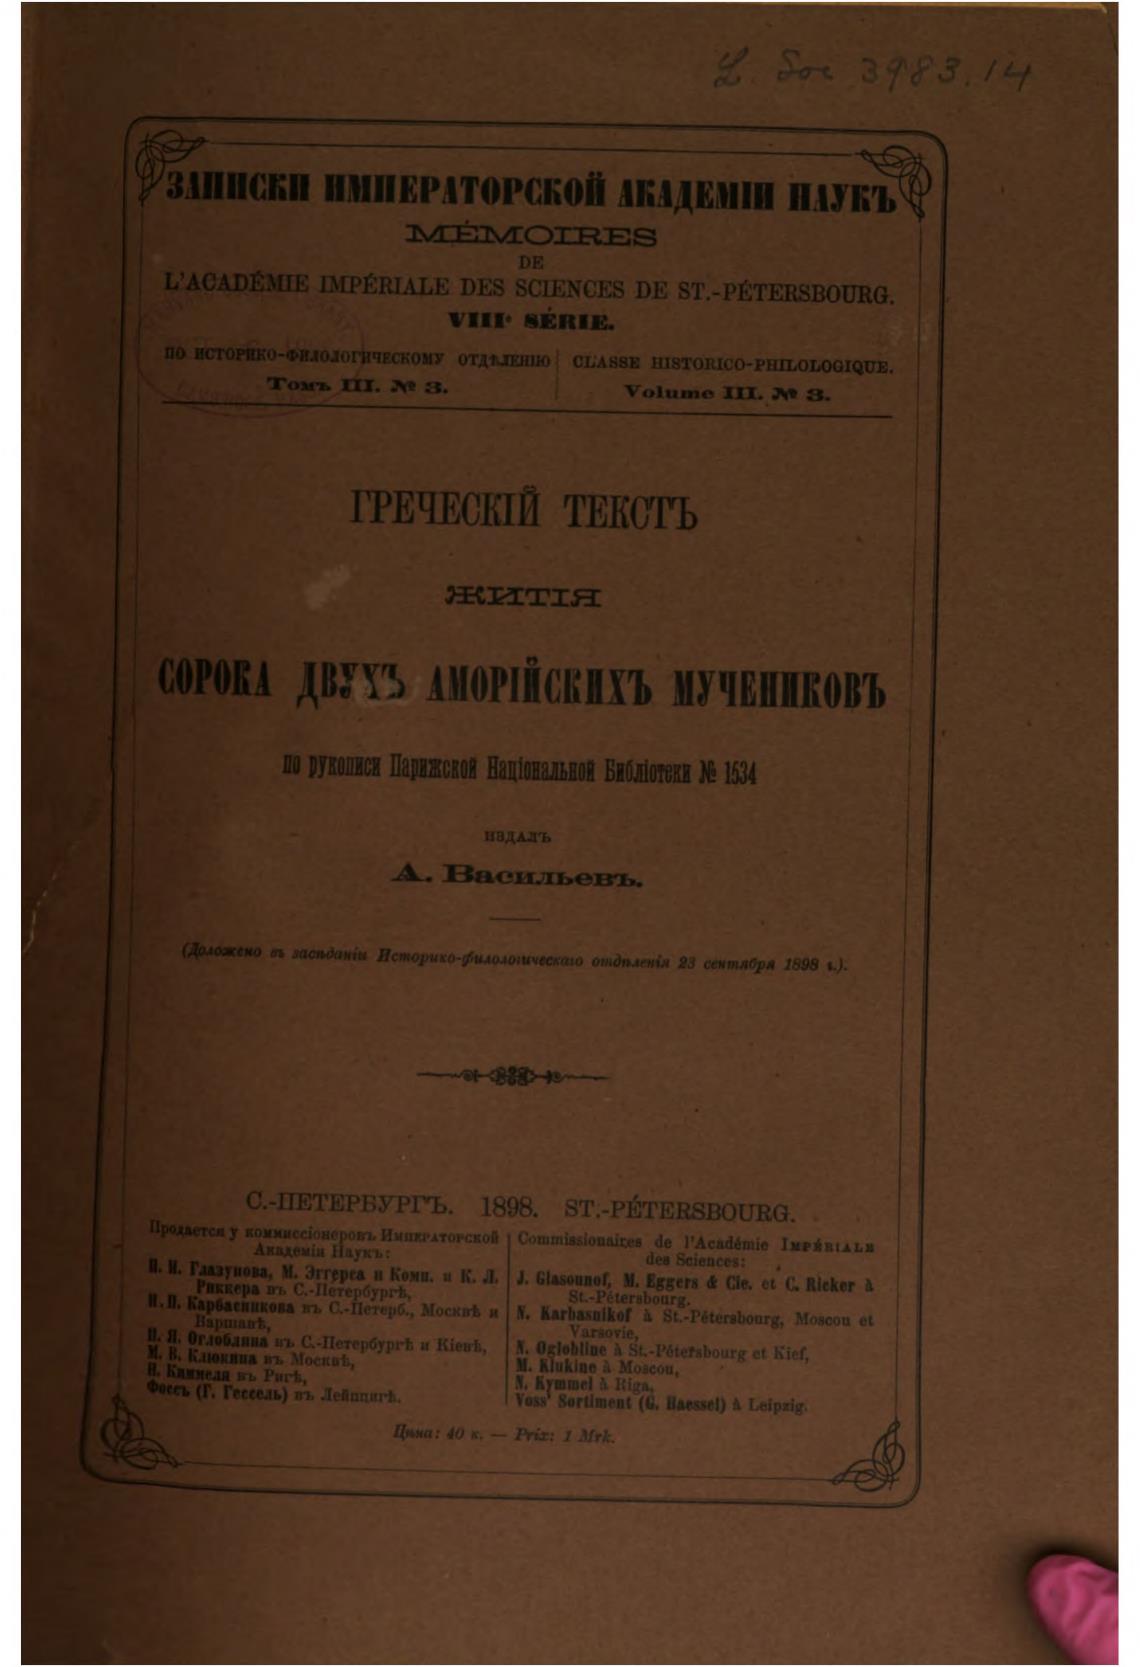 L Soc 3983.14
ЗАПИСКИ ИМПЕРАТОРСКОЙ АКАДЕМІИ НАУКЪ
MÉMOIRES
DE
L'ACADÉMIE IMPÉRIALE DES SCIENCES DE ST.-PÉTERSBOURG.
VIIIe SÉRIE.
ПО ИСТОРИКО-ФИЛОЛОГИЧЕСКОМУ ОТДѢЛЕНІЮ
Томъ III. № 3.
CLASSE HISTORICO-PHILOLOGIQUE.
Volume III. № 3.
ГРЕЧЕСКІЙ ТЕКСТЪ
ЖИТІЯ
СОРОКА ДВУХЪ АМОРІЙСКИХЪ МУЧЕНИКОВЪ
по рукописи Парижской Національной Библіотеки № 1534
ИЗДАЛЪ
А. Васильевъ.
(Доложено въ засѣданіи Историко-филологическаго отдѣленія 23 сентября 1898 г.).
С.-ПЕТЕРБУРГЪ. 1898. ST.-PÉTERSBOURG.
Продается у коммиссіонеровъ Императорской
Академіи Наукъ:
И. И. Глазунова, М. Эггерса и Комп. и К. Л.
Риккера въ С.-Петербургѣ,
Н. П. Карбасникова въ С.-Петерб., Москвѣ и
Варшавѣ,
Н. Я. Оглоблина въ С.-Петербургѣ и Кіевѣ,
М. В. Клюкина въ Москвѣ,
Н. Киммеля въ Ригѣ,
Фоссъ (Г. Гессель) въ Лейпцигѣ.
Commissionaires de l'Académie Impériale
des Sciences:
J. Glasounof, M. Eggers & Cie. et C. Ricker à
St.-Pétersbourg.
N. Karbasnikof à St.-Pétersbourg, Moscou et
Varsovie,
N. Oglobline à St.-Pétersbourg et Kief,
M. Klukine à Moscou,
N. Kymmel à Riga,
Voss' Sortiment (G. Haessel) à Leipzig.
Цѣна: 40 к. — Prix: 1 Mrk.